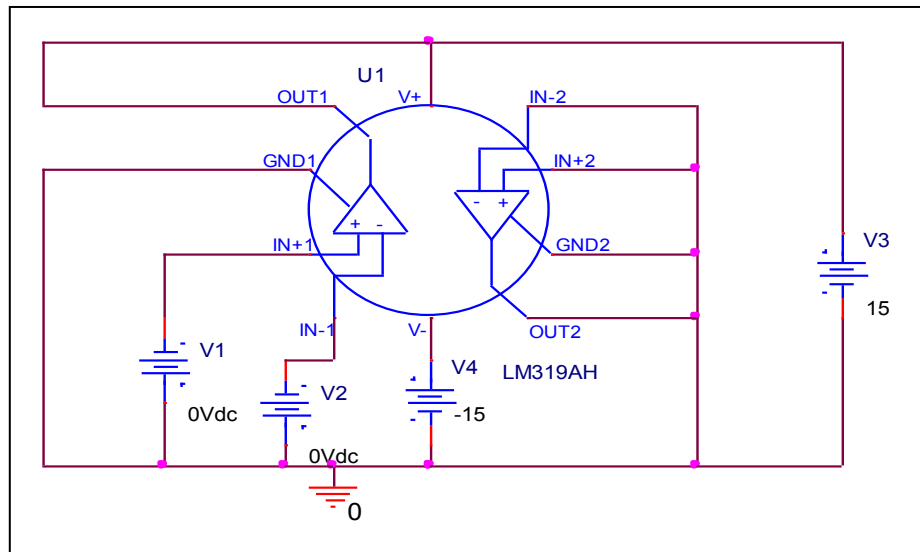 U1
OUT1
V+
IN-2
GND1
IN+2
- +
+ -
V3
IN+1
GND2
15
IN-1
V-
OUT2
V1
V4
LM319AH
V2
0Vdc
-15
0Vdc
0